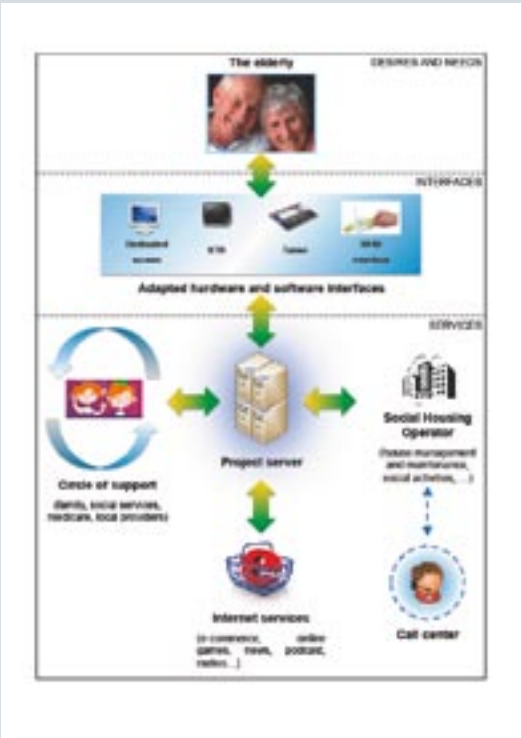 The elderly
DESIRES AND NEEDS
INTERFACES
Dedicated
screen
STB
Tablet
interface
Adapted hardware and software interfaces
SERVICES
Project server
Circle of support
(family, social services,
medicare, local providers)
Social Housing
Operator
(house management
and maintenance,
social activities, ...)
Internet services
(e-commerce, online
games, news, podcast,
radios...)
Call center